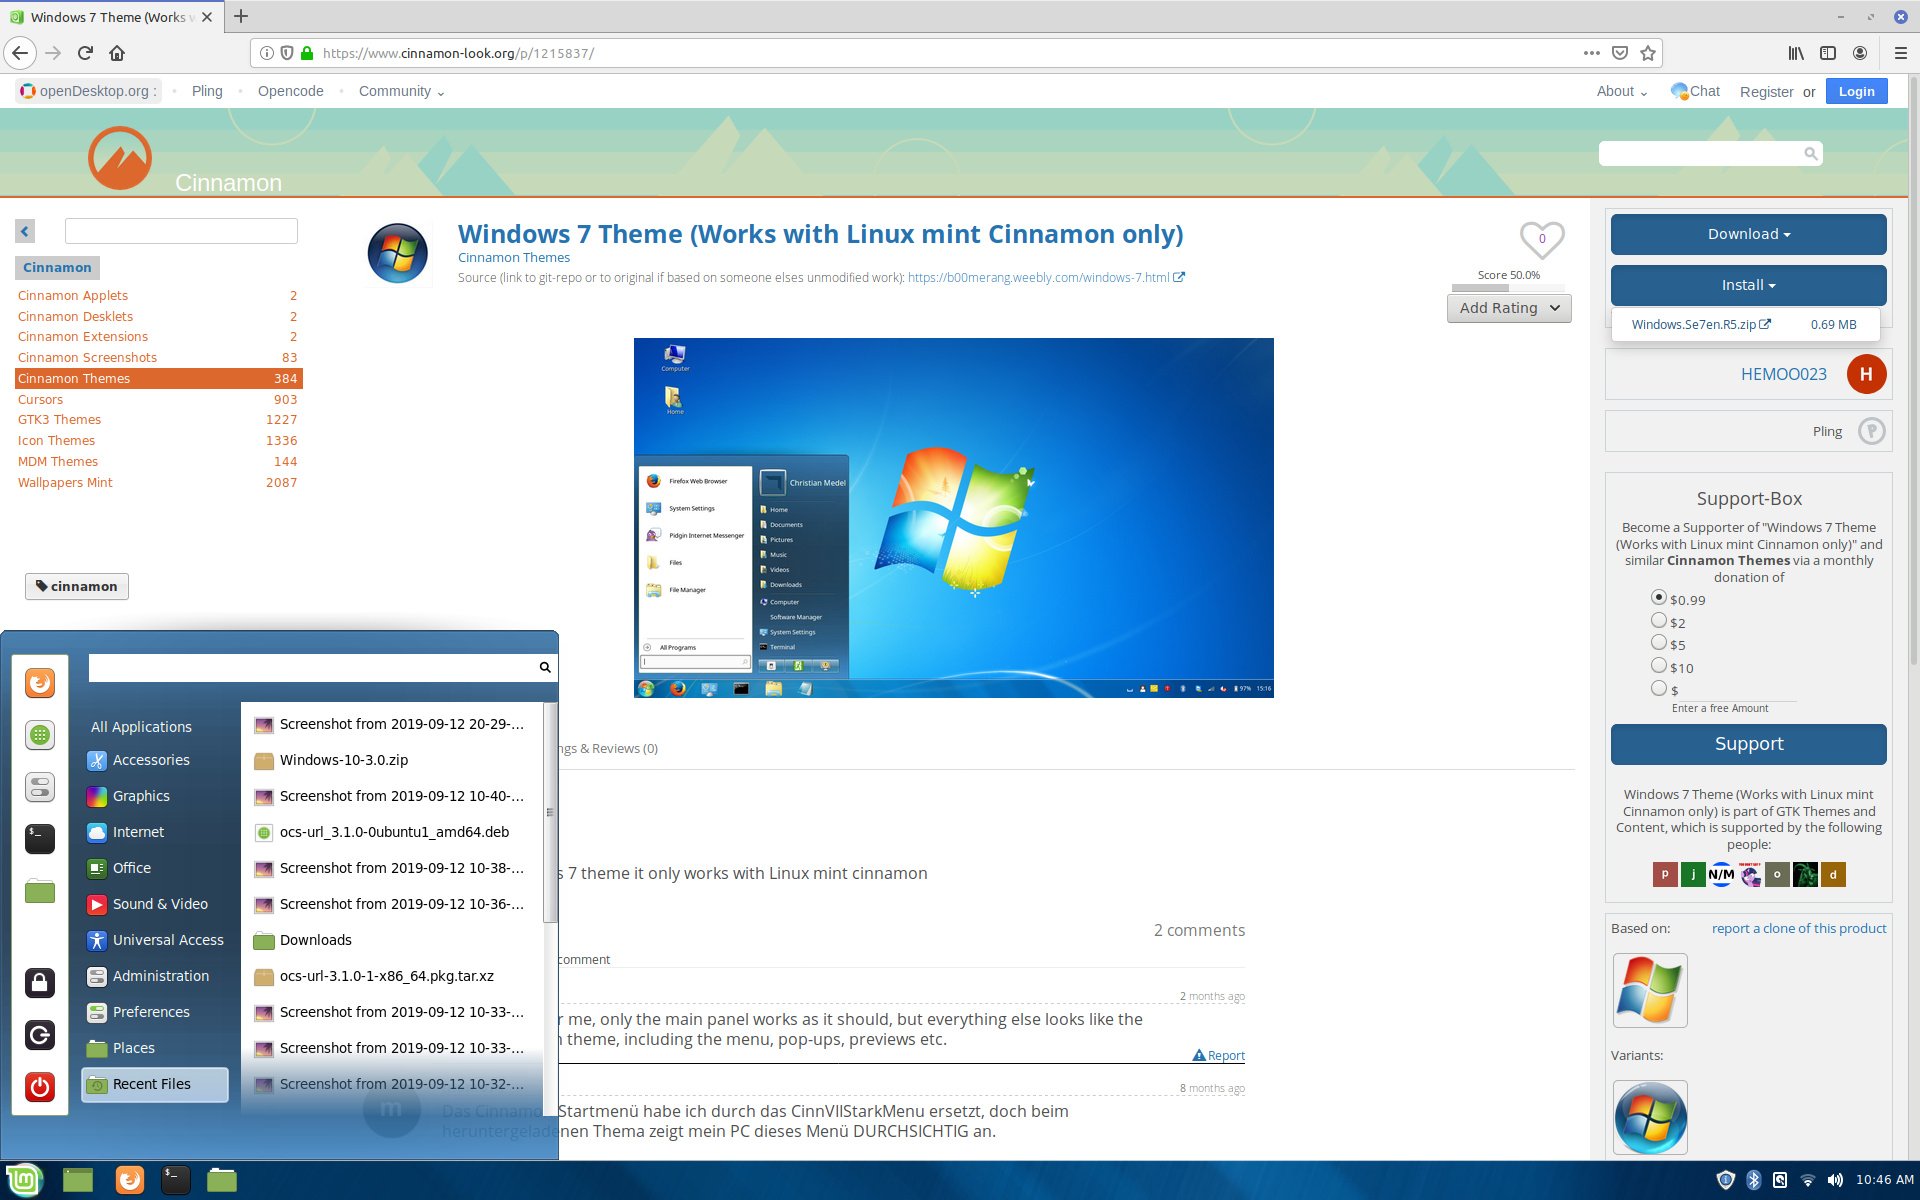 Windows 7 Theme (Works w
https://www.cinnamon-look.org/p/1215837/
openDesktop.org :
Pling
Opencode
Community
About
Chat
Register or
Login
Cinnamon
Cinnamon
Cinnamon Applets 2
Cinnamon Desklets 2
Cinnamon Extensions 2
Cinnamon Screenshots 83
Cinnamon Themes 384
Cursors 903
GTK3 Themes 1227
Icon Themes 1336
MDM Themes 144
Wallpapers Mint 2087
cinnamon
Windows 7 Theme (Works with Linux mint Cinnamon only)
Cinnamon Themes
Source (link to git-repo or to original if based on someone elses unmodified work): https://b00merang.weebly.com/windows-7.html
0
Score 50.0%
Add Rating
Computer
Home
Firefox Web Browser
System Settings
Pidgin Internet Messenger
Files
File Manager
All Programs
Christian Medel
Home
Documents
Pictures
Music
Videos
Downloads
Computer
Software Manager
System Settings
Terminal
97% 15:16
Download
Install
Windows.Se7en.R5.zip 0.69 MB
HEMOO023
H
Pling
P
Support-Box
Become a Supporter of "Windows 7 Theme
(Works with Linux mint Cinnamon only)" and
similar Cinnamon Themes via a monthly
donation of
$0.99
$2
$5
$10
$
Enter a free Amount
Support
Windows 7 Theme (Works with Linux mint
Cinnamon only) is part of GTK Themes and
Content, which is supported by the following
people:
p j N/M o d
Based on:
report a clone of this product
Variants:
ngs & Reviews (0)
s 7 theme it only works with Linux mint cinnamon
2 comments
comment
2 months ago
r me, only the main panel works as it should, but everything else looks like the
n theme, including the menu, pop-ups, previews etc.
Report
8 months ago
m
Das Cinnamon Startmenü habe ich durch das CinnVIIStarkMenu ersetzt, doch beim
heruntergeladenen Thema zeigt mein PC dieses Menü DURCHSICHTIG an.
All Applications
Accessories
Graphics
Internet
Office
Sound & Video
Universal Access
Administration
Preferences
Places
Recent Files
Screenshot from 2019-09-12 20-29-...
Windows-10-3.0.zip
Screenshot from 2019-09-12 10-40-...
ocs-url_3.1.0-0ubuntu1_amd64.deb
Screenshot from 2019-09-12 10-38-...
Screenshot from 2019-09-12 10-36-...
Downloads
ocs-url-3.1.0-1-x86_64.pkg.tar.xz
Screenshot from 2019-09-12 10-33-...
Screenshot from 2019-09-12 10-33-...
Screenshot from 2019-09-12 10-32-...
10:46 AM